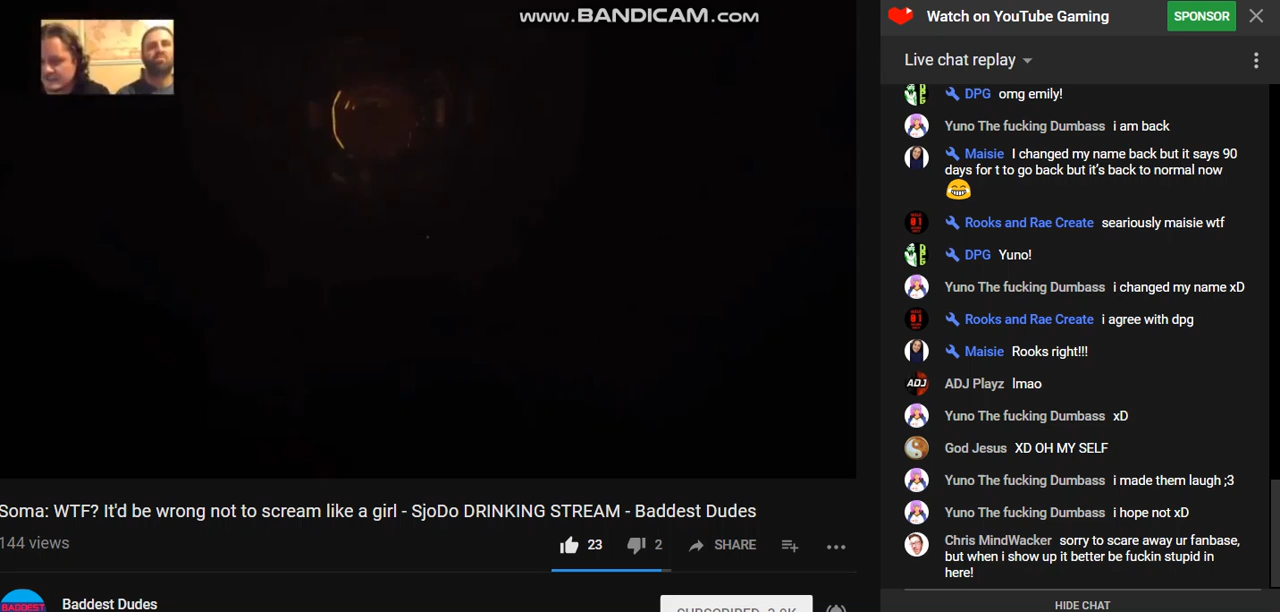 www.BANDICAM.com
Watch on YouTube Gaming
SPONSOR
Live chat replay
DPG omg emily!
Yuno The fucking Dumbass i am back
Maisie I changed my name back but it says 90
days for t to go back but it's back to normal now
Rooks and Rae Create seariously maisie wtf
DPG Yuno!
Yuno The fucking Dumbass i changed my name xD
Rooks and Rae Create i agree with dpg
Maisie Rooks right!!!
ADJ Playz lmao
Yuno The fucking Dumbass xD
God Jesus XD OH MY SELF
Yuno The fucking Dumbass i made them laugh ;3
Yuno The fucking Dumbass i hope not xD
Chris MindWacker sorry to scare away ur fanbase,
but when i show up it better be fuckin stupid in
here!
HIDE CHAT
Soma: WTF? It'd be wrong not to scream like a girl - SjoDo DRINKING STREAM - Baddest Dudes
144 views
23
2
SHARE
BADDEST
Baddest Dudes
SUBSCRIBED